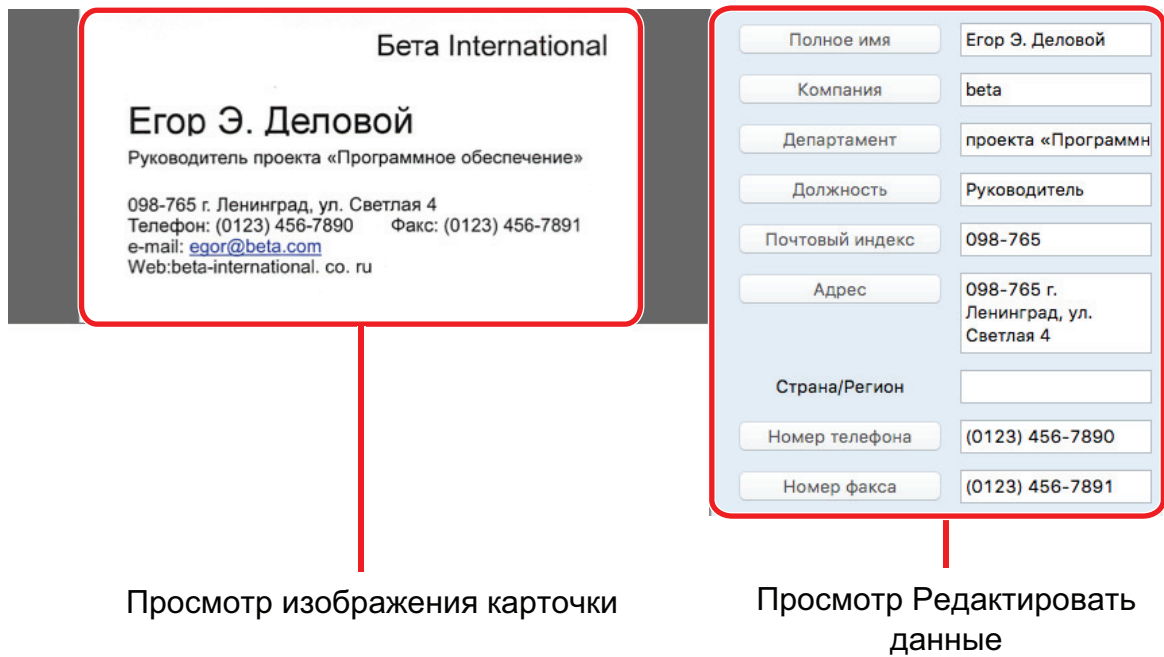 Бета International
Егор Э. Деловой
Руководитель проекта «Программное обеспечение»
098-765 г. Ленинград, ул. Светлая 4
Телефон: (0123) 456-7890 Факс: (0123) 456-7891
e-mail: egor@beta.com
Web:beta-international. co. ru
Полное имя Егор Э. Деловой
Компания beta
Департамент проекта «Программн
Должность Руководитель
Почтовый индекс 098-765
Адрес 098-765 г.
Ленинград, ул.
Светлая 4
Страна/Регион
Номер телефона (0123) 456-7890
Номер факса (0123) 456-7891
Просмотр изображения карточки
Просмотр Редактировать
данные